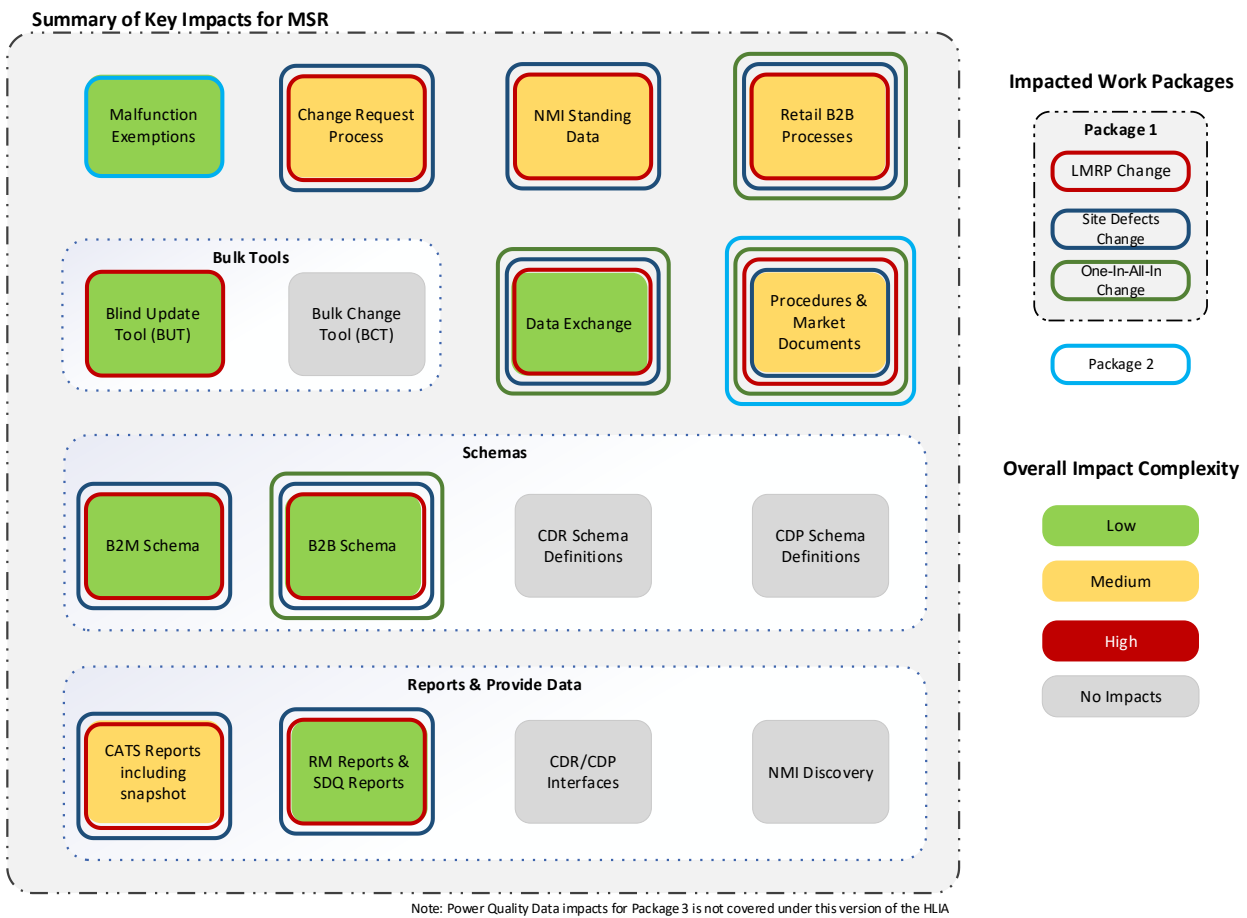 Summary of Key Impacts for MSR
Malfunction
Exemptions
Change Request
Process
NMI Standing
Data
Retail B2B
Processes
Bulk Tools
Blind Update
Tool (BUT)
Bulk Change
Tool (BCT)
Data Exchange
Procedures &
Market
Documents
Schemas
B2M Schema
B2B Schema
CDR Schema
Definitions
CDP Schema
Definitions
Reports & Provide Data
CATS Reports
including
snapshot
RM Reports &
SDQ Reports
CDR/CDP
Interfaces
NMI Discovery
Note: Power Quality Data impacts for Package 3 is not covered under this version of the HLIA
Impacted Work Packages
Package 1
LMRP Change
Site Defects
Change
One-In-All-In
Change
Package 2
Overall Impact Complexity
Low
Medium
High
No Impacts